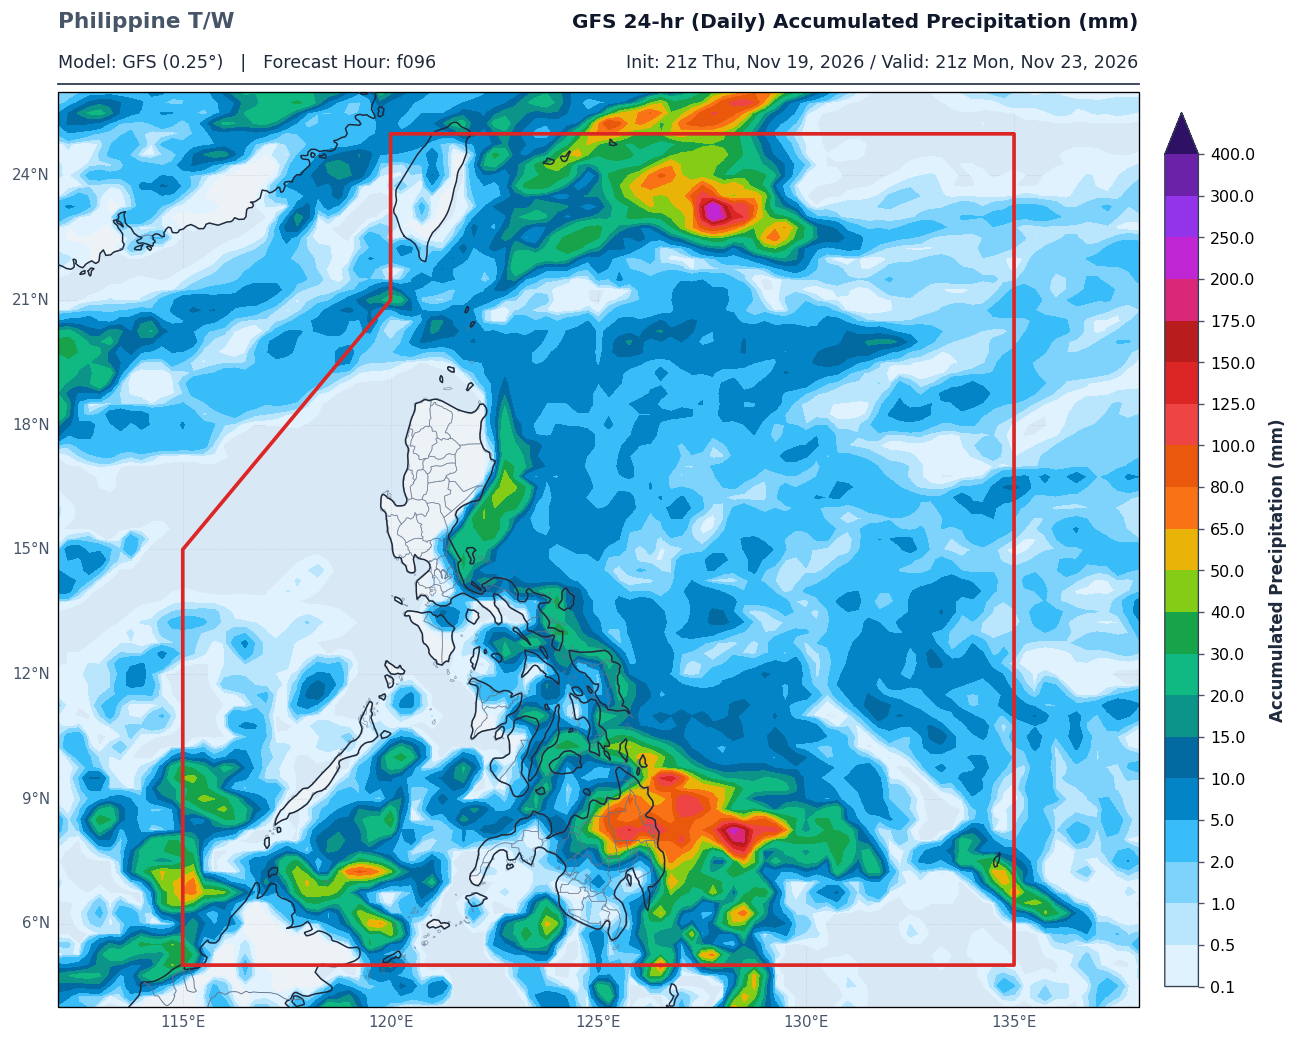 Philippine T/W
GFS 24-hr (Daily) Accumulated Precipitation (mm)
Model: GFS (0.25°) | Forecast Hour: f096
Init: 21z Thu, Nov 19, 2026 / Valid: 21z Mon, Nov 23, 2026
24°N
21°N
18°N
15°N
12°N
9°N
6°N
115°E
120°E
125°E
130°E
135°E
400.0
300.0
250.0
200.0
175.0
150.0
125.0
100.0
80.0
65.0
50.0
40.0
30.0
20.0
15.0
10.0
5.0
2.0
1.0
0.5
0.1
Accumulated Precipitation (mm)